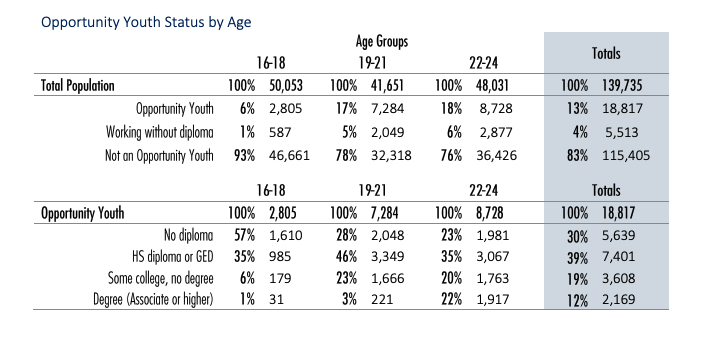 Opportunity Youth Status by Age
Age Groups
16-18 19-21 22-24 Totals
Total Population 100% 50,053 100% 41,651 100% 48,031 100% 139,735
Opportunity Youth 6% 2,805 17% 7,284 18% 8,728 13% 18,817
Working without diploma 1% 587 5% 2,049 6% 2,877 4% 5,513
Not an Opportunity Youth 93% 46,661 78% 32,318 76% 36,426 83% 115,405
16-18 19-21 22-24 Totals
Opportunity Youth 100% 2,805 100% 7,284 100% 8,728 100% 18,817
No diploma 57% 1,610 28% 2,048 23% 1,981 30% 5,639
HS diploma or GED 35% 985 46% 3,349 35% 3,067 39% 7,401
Some college, no degree 6% 179 23% 1,666 20% 1,763 19% 3,608
Degree (Associate or higher) 1% 31 3% 221 22% 1,917 12% 2,169